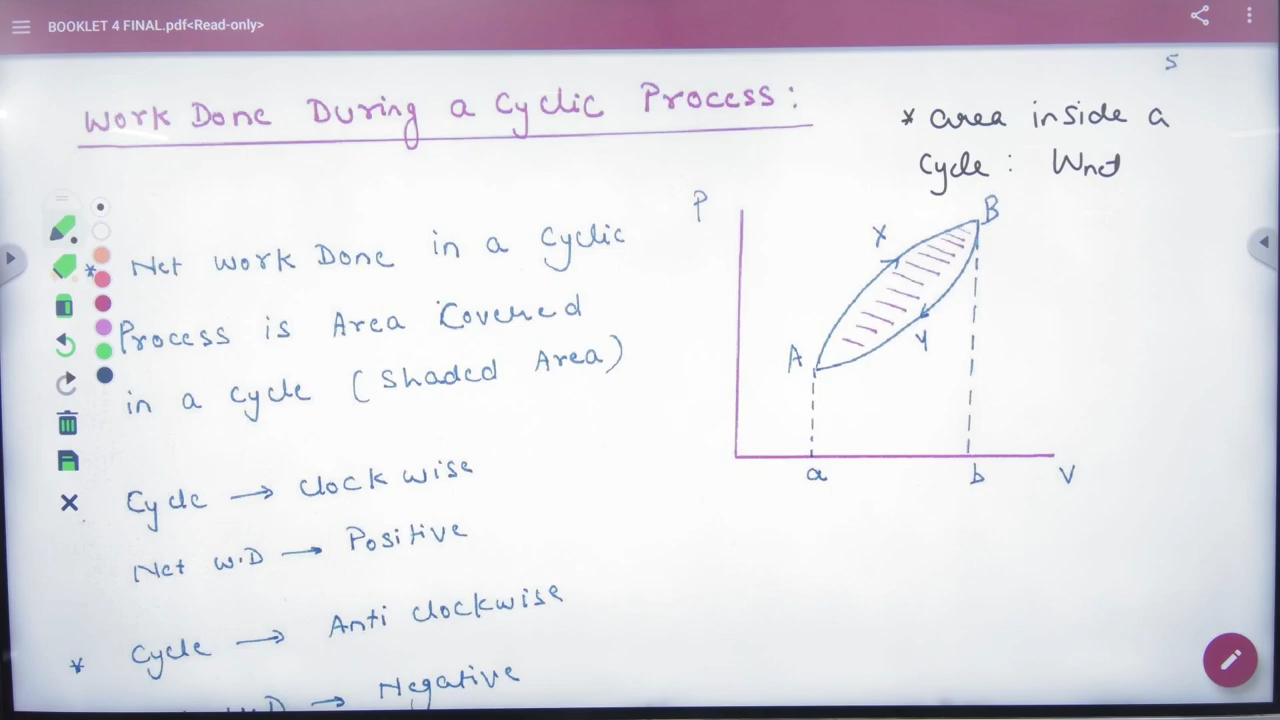 BOOKLET 4 FINAL.pdf<Read-only>
5
Work Done During a Cyclic Process:
* area inside a
Cycle : Wnet
* Net work Done in a cyclic
Process is Area Covered
in a cycle (Shaded Area)
Cycle → Clock wise
Net W.D → Positive
* Cycle → Anti clockwise
W.D → Negative
P
X
B
A
Y
a
b
V